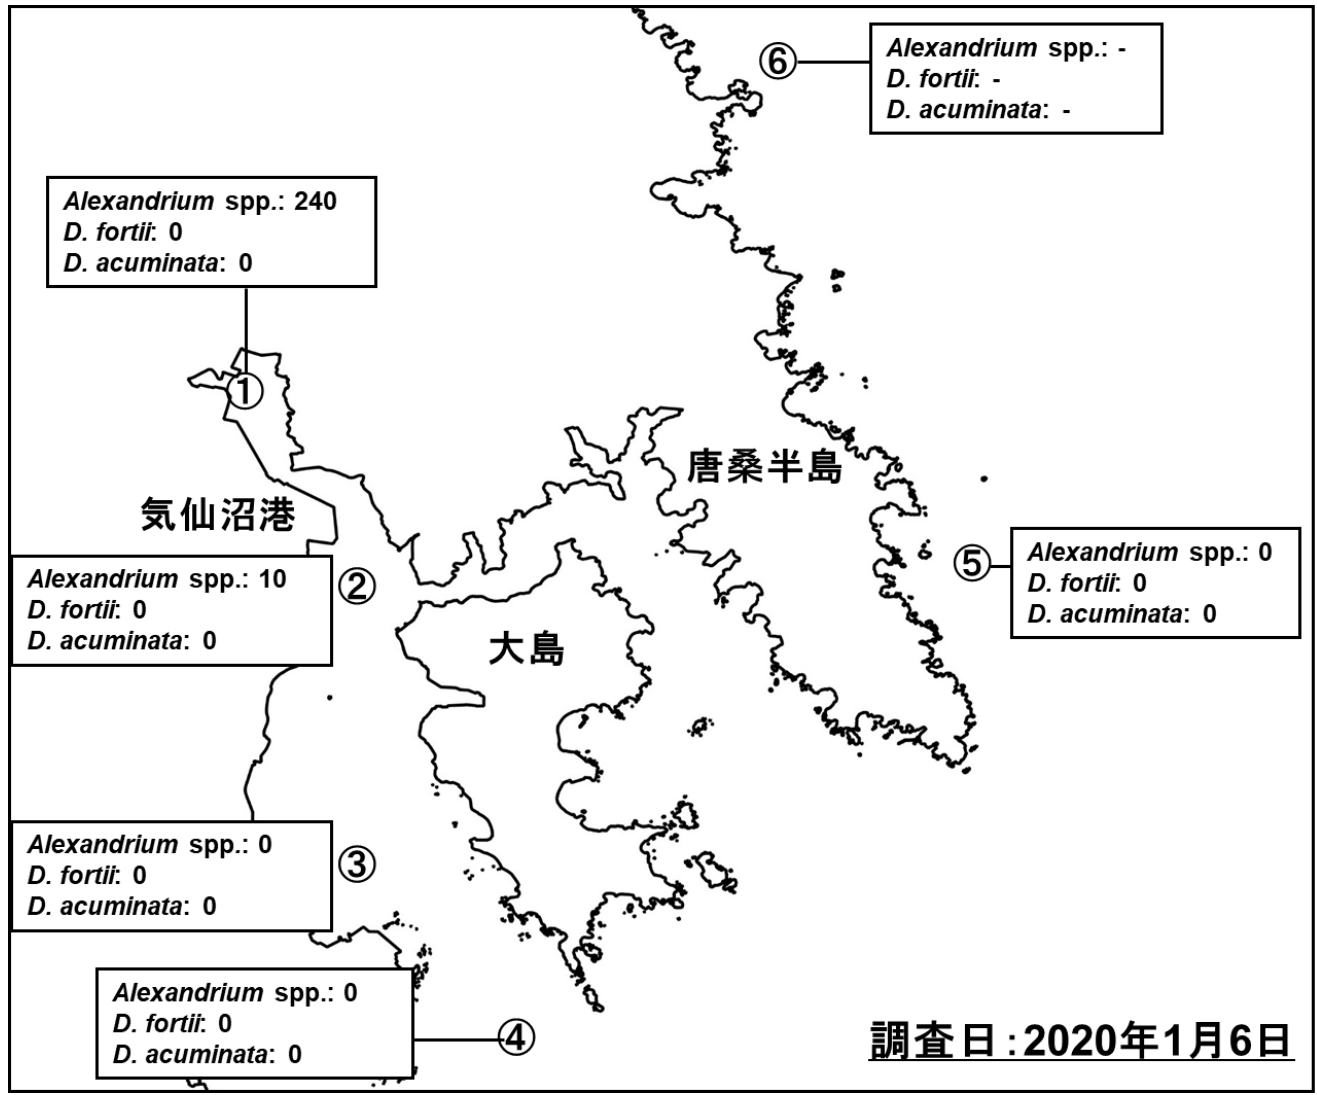 ⑥
Alexandrium spp.: -
D. fortii: -
D. acuminata: -
Alexandrium spp.: 240
D. fortii: 0
D. acuminata: 0
①
唐桑半島
気仙沼港
Alexandrium spp.: 10
D. fortii: 0
D. acuminata: 0
②
⑤
Alexandrium spp.: 0
D. fortii: 0
D. acuminata: 0
大島
Alexandrium spp.: 0
D. fortii: 0
D. acuminata: 0
③
Alexandrium spp.: 0
D. fortii: 0
D. acuminata: 0
④
調査日：2020年1月6日